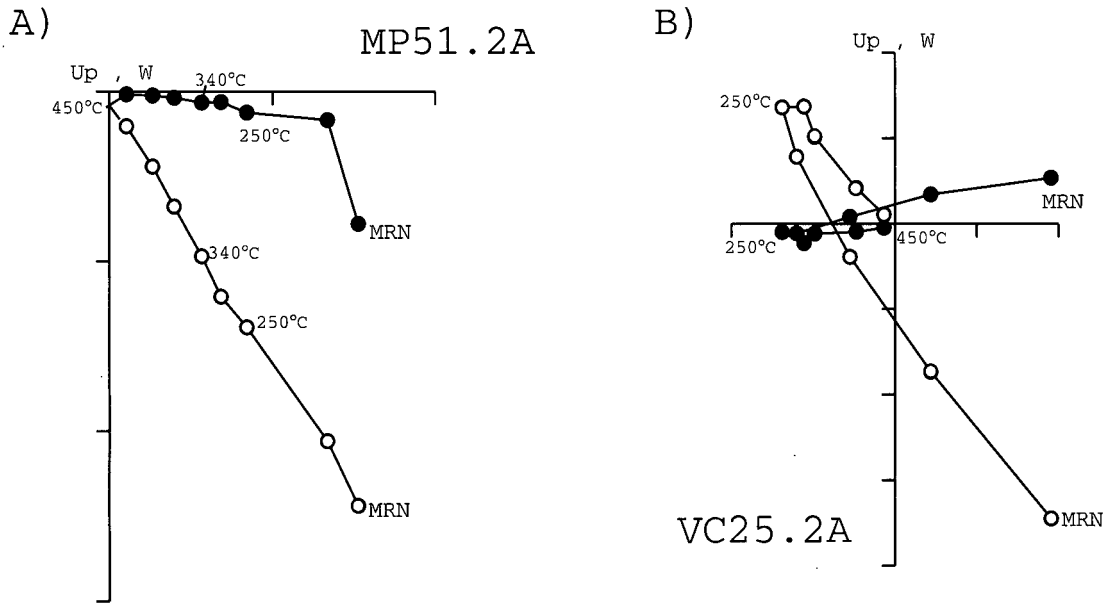 A)
MP51.2A
Up , W
340°C
450°C
250°C
MRN
340°C
250°C
MRN
B)
Up , W
250°C
MRN
250°C
450°C
MRN
VC25.2A